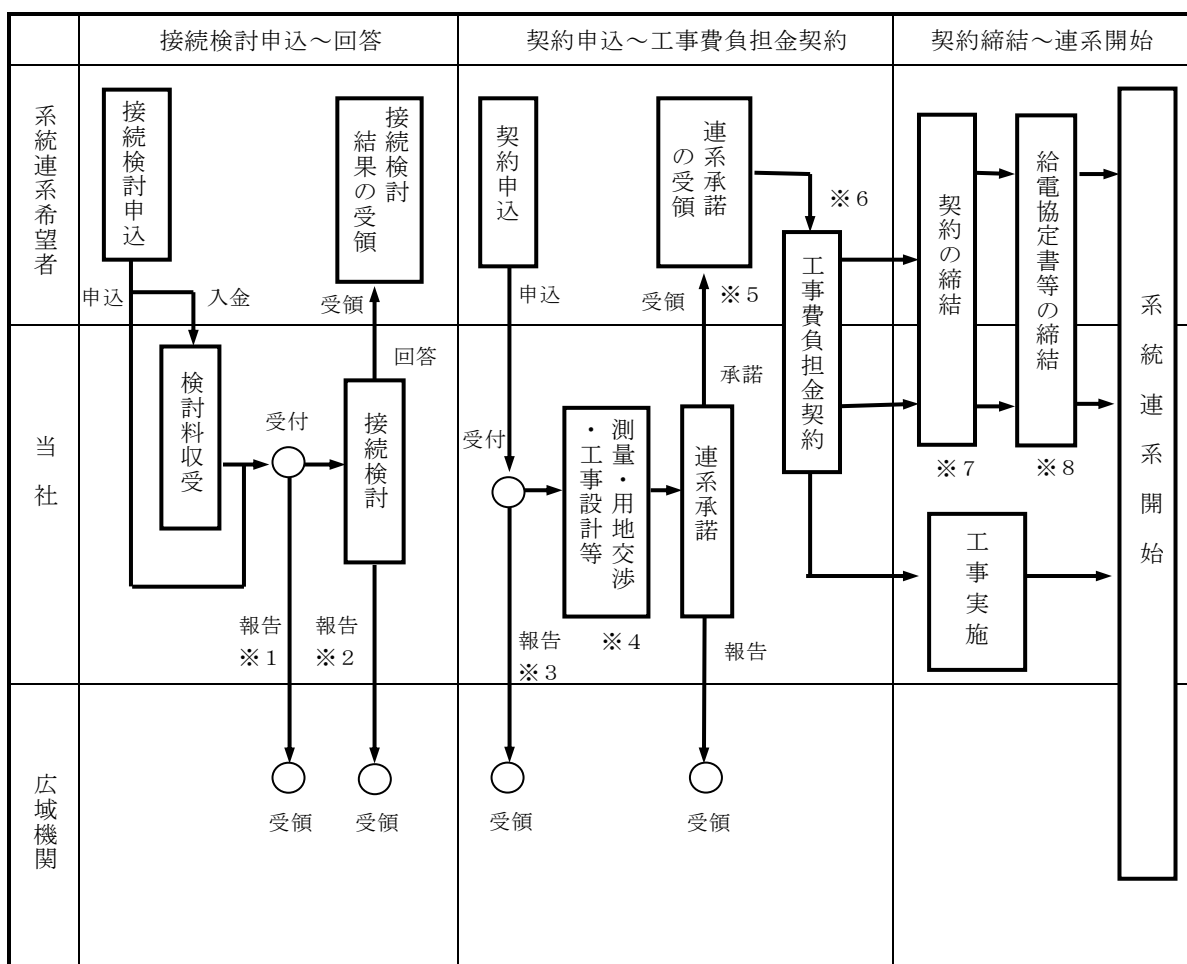 接続検討申込～回答
契約申込～工事費負担金契約
契約締結～連系開始
系統連系希望者
接続検討申込
申込
入金
接続検討
結果の受領
受領
契約申込
申込
連系承諾
の受領
受領
※５
※６
工事費負担金契約
契約の締結
※７
給電協定書等の締結
※８
系統連系開始
当社
検討料収受
受付
接続検討
回答
報告
※１
報告
※２
受付
測量・用地交渉
・工事設計等
※４
報告
※３
連系承諾
承諾
報告
工事実施
広域機関
受領
受領
受領
受領